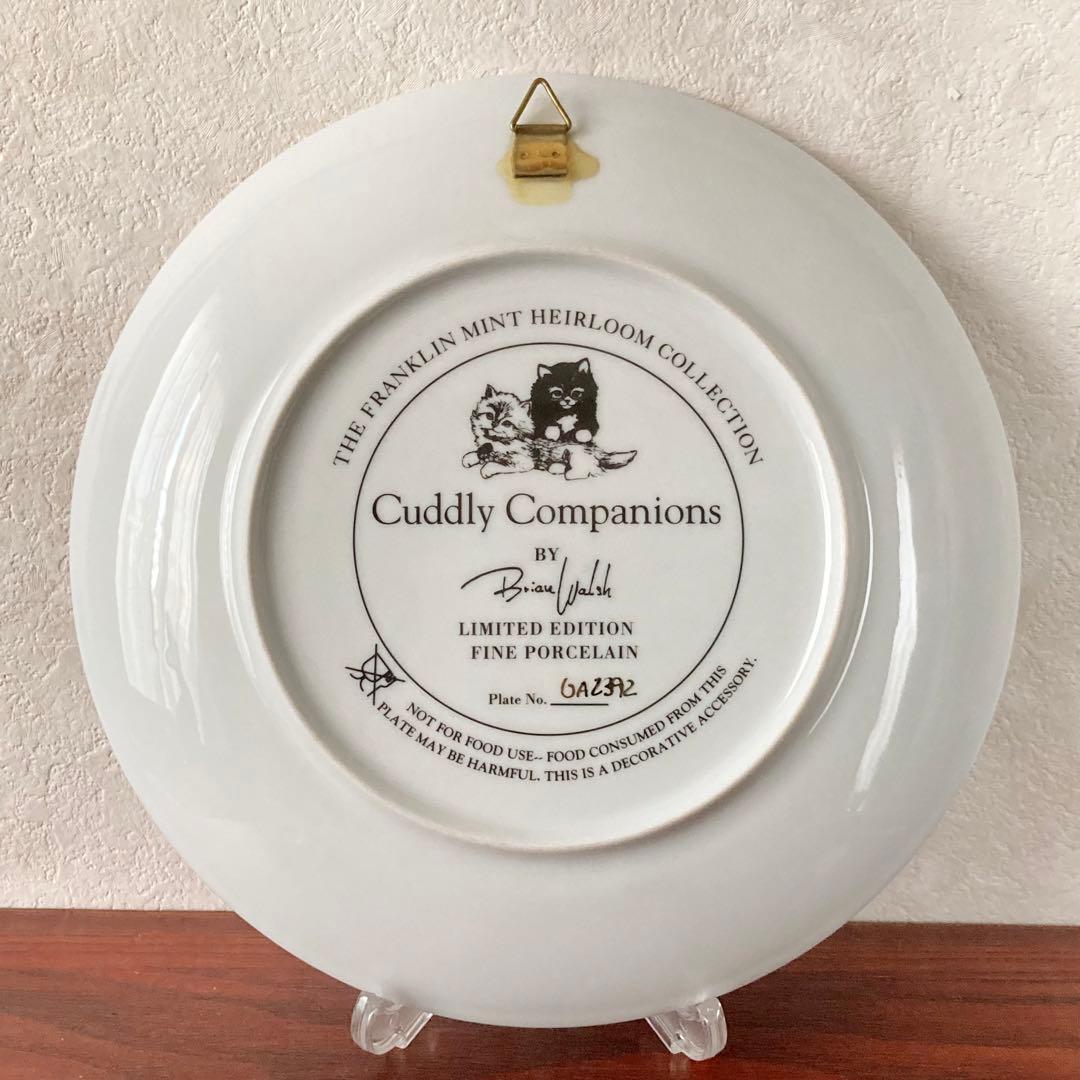 THE FRANKLIN MINT HEIRLOOM COLLECTION
Cuddly Companions
BY
Brian Walsh
LIMITED EDITION
FINE PORCELAIN
Plate No. GA2392
NOT FOR FOOD USE-- FOOD CONSUMED FROM THIS
PLATE MAY BE HARMFUL. THIS IS A DECORATIVE ACCESSORY.